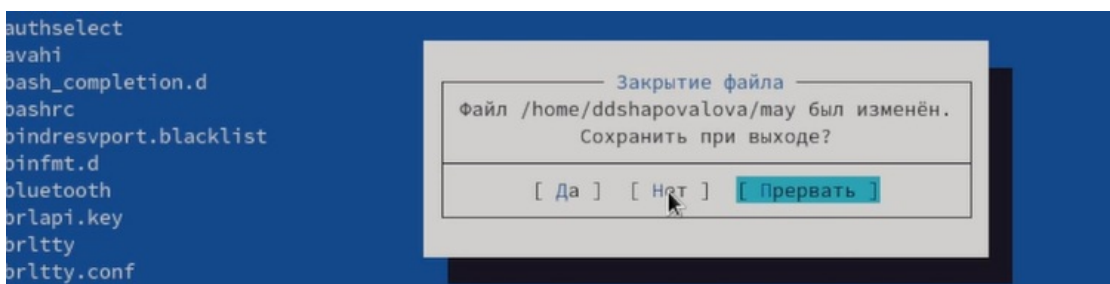 authselect
avahi
bash_completion.d
bashrc
bindresvport.blacklist
binfmt.d
bluetooth
brlapi.key
brltty
brltty.conf
Закрытие файла
Файл /home/ddshapovalova/may был изменён.
Сохранить при выходе?
[ Да ] [ Нет ] [ Прервать ]